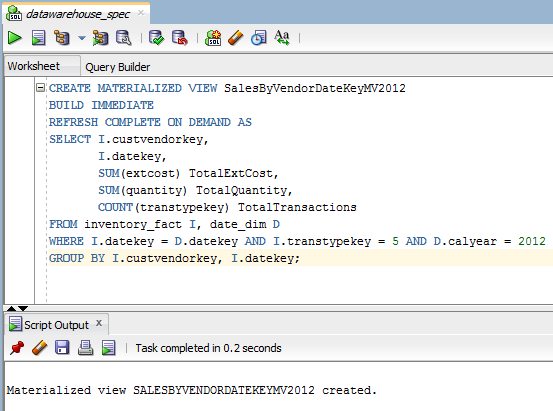 datawarehouse_spec
SQL
Aa
Worksheet Query Builder
CREATE MATERIALIZED VIEW SalesByVendorDateKeyMV2012
BUILD IMMEDIATE
REFRESH COMPLETE ON DEMAND AS
SELECT I.custvendorkey,
I.datekey,
SUM(extcost) TotalExtCost,
SUM(quantity) TotalQuantity,
COUNT(transtypekey) TotalTransactions
FROM inventory_fact I, date_dim D
WHERE I.datekey = D.datekey AND I.transtypekey = 5 AND D.calyear = 2012
GROUP BY I.custvendorkey, I.datekey;
Script Output x
Task completed in 0.2 seconds
Materialized view SALESBYVENDORDATEKEYMV2012 created.